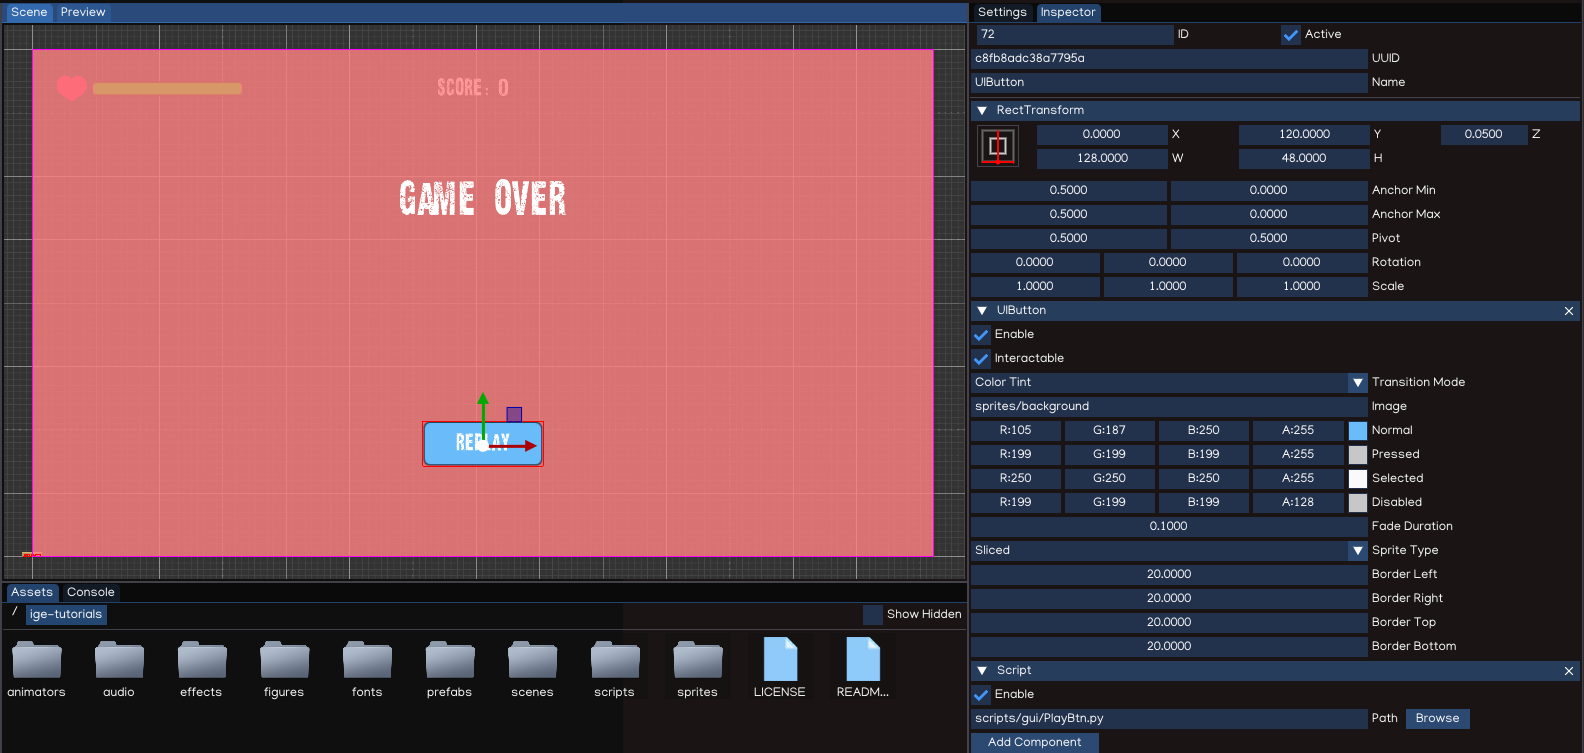 Scene Preview
SCORE: 0
GAME OVER
REPLAY
Assets Console
/ ige-tutorials Show Hidden
animators audio effects figures fonts prefabs scenes scripts sprites LICENSE READM...
Settings Inspector
72 ID Active
c8fb8adc38a7795a UUID
UIButton Name
RectTransform
0.0000 X 120.0000 Y 0.0500 Z
128.0000 W 48.0000 H
0.5000 0.0000 Anchor Min
0.5000 0.0000 Anchor Max
0.5000 0.5000 Pivot
0.0000 0.0000 0.0000 Rotation
1.0000 1.0000 1.0000 Scale
UIButton
Enable
Interactable
Color Tint Transition Mode
sprites/background Image
R:105 G:187 B:250 A:255 Normal
R:199 G:199 B:199 A:255 Pressed
R:250 G:250 B:250 A:255 Selected
R:199 G:199 B:199 A:128 Disabled
0.1000 Fade Duration
Sliced Sprite Type
20.0000 Border Left
20.0000 Border Right
20.0000 Border Top
20.0000 Border Bottom
Script
Enable
scripts/gui/PlayBtn.py Path Browse
Add Component